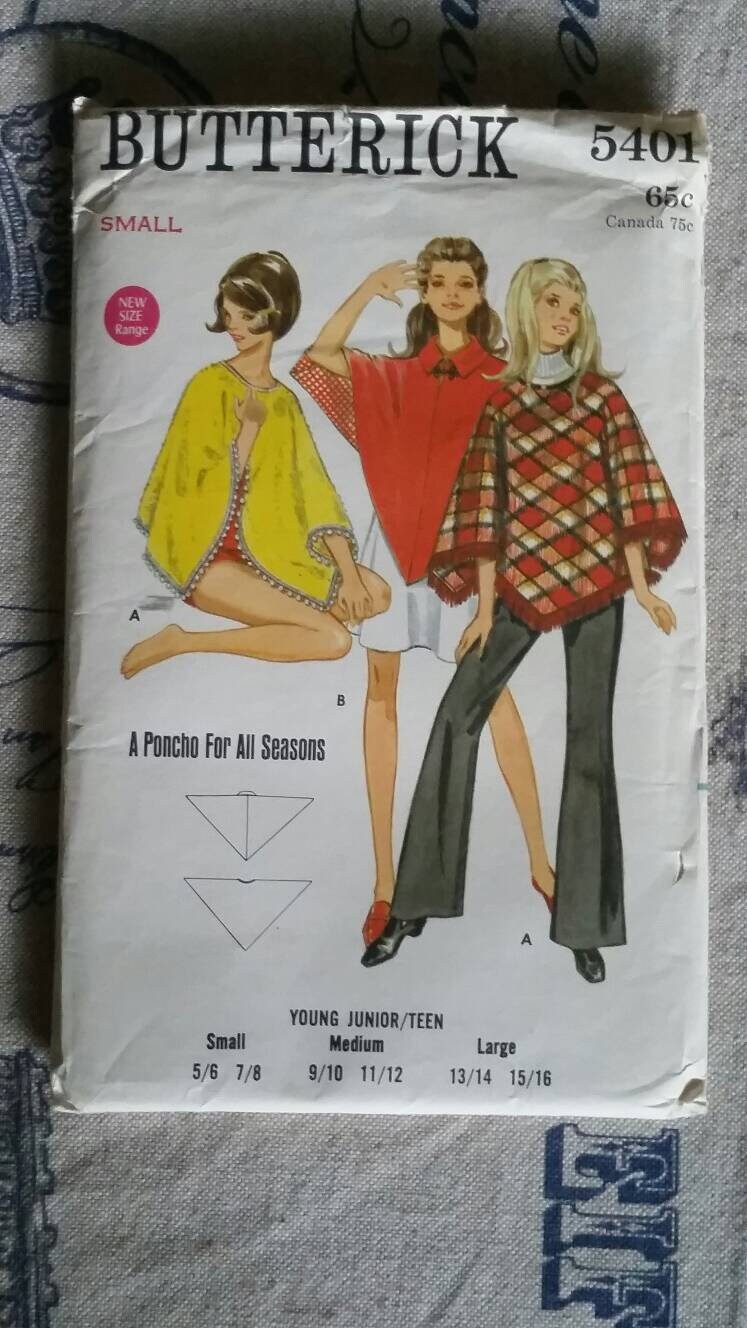 BUTTERICK 5401
65c
Canada 75c
SMALL
NEW
SIZE
Range
A
B
A Poncho For All Seasons
A
YOUNG JUNIOR/TEEN
Small Medium Large
5/6 7/8 9/10 11/12 13/14 15/16